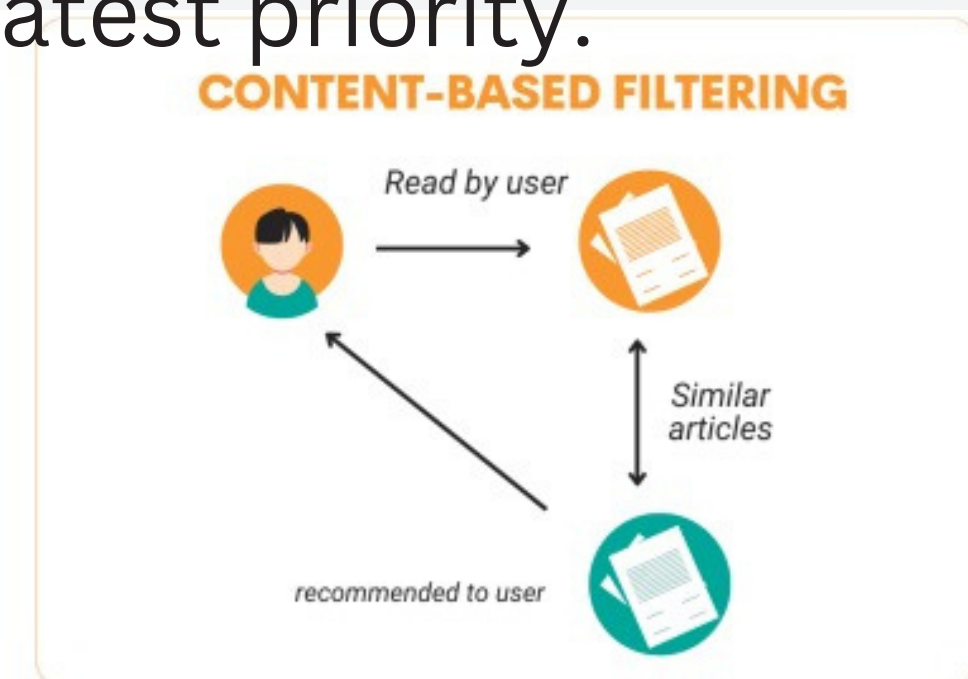 atest priority.
CONTENT-BASED FILTERING
Read by user
Similar
articles
recommended to user